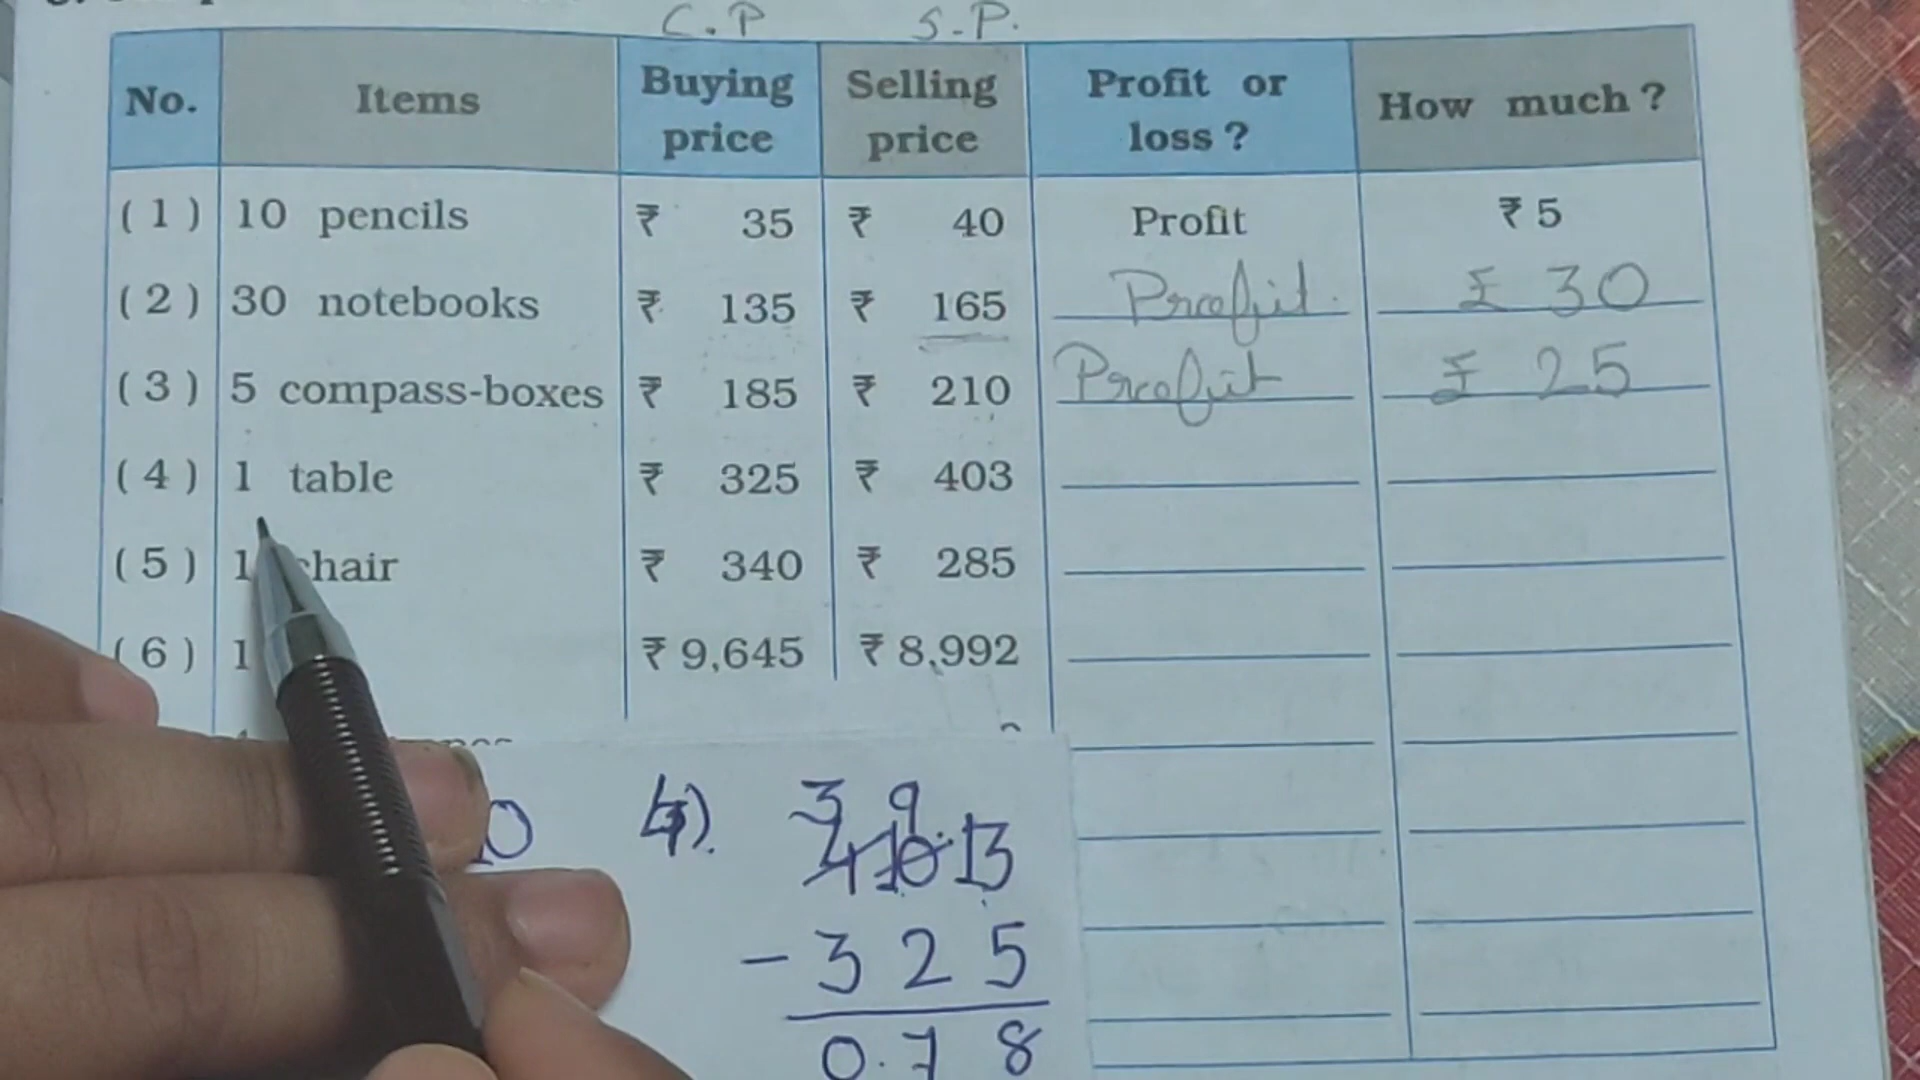 C.P S.P.
No. Items Buying price Selling price Profit or loss ? How much ?
( 1 ) 10 pencils ₹ 35 ₹ 40 Profit ₹ 5
( 2 ) 30 notebooks ₹ 135 ₹ 165 Profit. ₹ 30
( 3 ) 5 compass-boxes ₹ 185 ₹ 210 Profit ₹ 25
( 4 ) 1 table ₹ 325 ₹ 403
( 5 ) 1 chair ₹ 340 ₹ 285
( 6 ) 1 ₹ 9,645 ₹ 8,992
3 9
4). 4 10 13
- 3 2 5
0.7 8